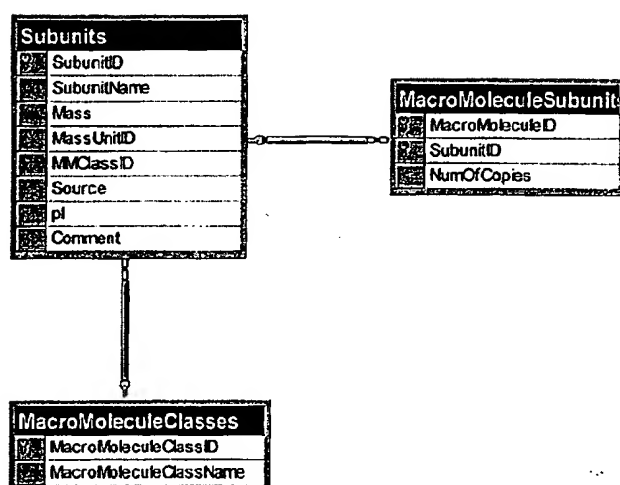 Subunits
SubunitID
SubunitName
Mass
MassUnitID
MMClassID
Source
pI
Comment
MacroMoleculeSubunits
MacroMoleculeID
SubunitID
NumOfCopies
MacroMoleculeClasses
MacroMoleculeClassID
MacroMoleculeClassName